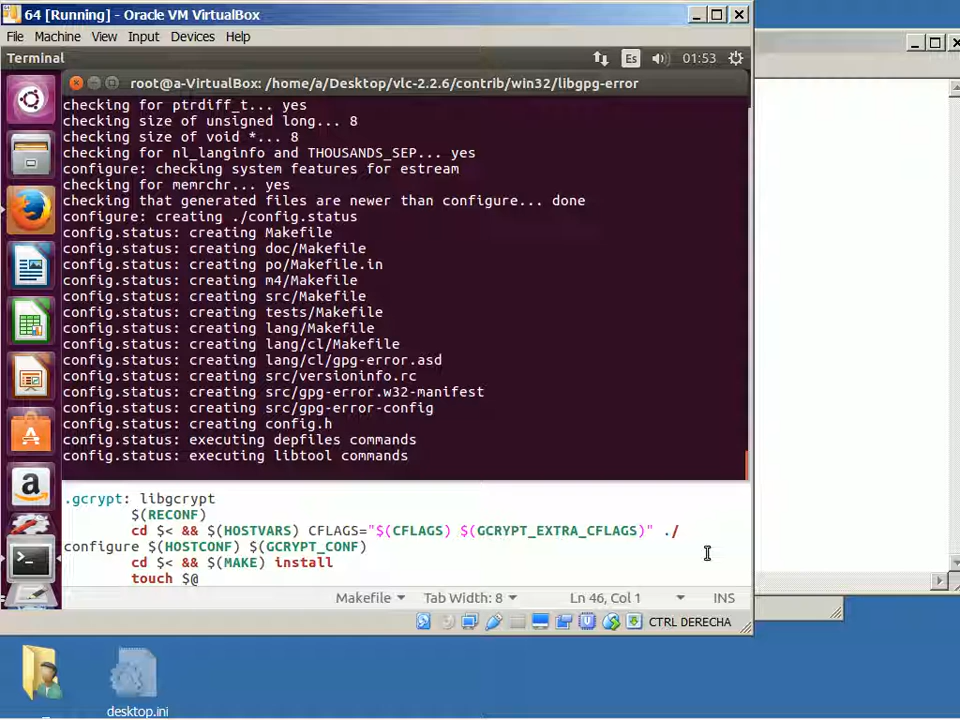 64 [Running] - Oracle VM VirtualBox
File Machine View Input Devices Help
Terminal
Es
01:53
root@a-VirtualBox: /home/a/Desktop/vlc-2.2.6/contrib/win32/libgpg-error
checking for ptrdiff_t... yes
checking size of unsigned long... 8
checking size of void *... 8
checking for nl_langinfo and THOUSANDS_SEP... yes
configure: checking system features for estream
checking for memrchr... yes
checking that generated files are newer than configure... done
configure: creating ./config.status
config.status: creating Makefile
config.status: creating doc/Makefile
config.status: creating po/Makefile.in
config.status: creating m4/Makefile
config.status: creating src/Makefile
config.status: creating tests/Makefile
config.status: creating lang/Makefile
config.status: creating lang/cl/Makefile
config.status: creating lang/cl/gpg-error.asd
config.status: creating src/versioninfo.rc
config.status: creating src/gpg-error.w32-manifest
config.status: creating src/gpg-error-config
config.status: creating config.h
config.status: executing depfiles commands
config.status: executing libtool commands
.gcrypt: libgcrypt
$(RECONF)
cd $< && $(HOSTVARS) CFLAGS="$(CFLAGS) $(GCRYPT_EXTRA_CFLAGS)" ./
configure $(HOSTCONF) $(GCRYPT_CONF)
cd $< && $(MAKE) install
touch $@
Makefile Tab Width: 8 Ln 46, Col 1 INS
CTRL DERECHA
desktop.ini